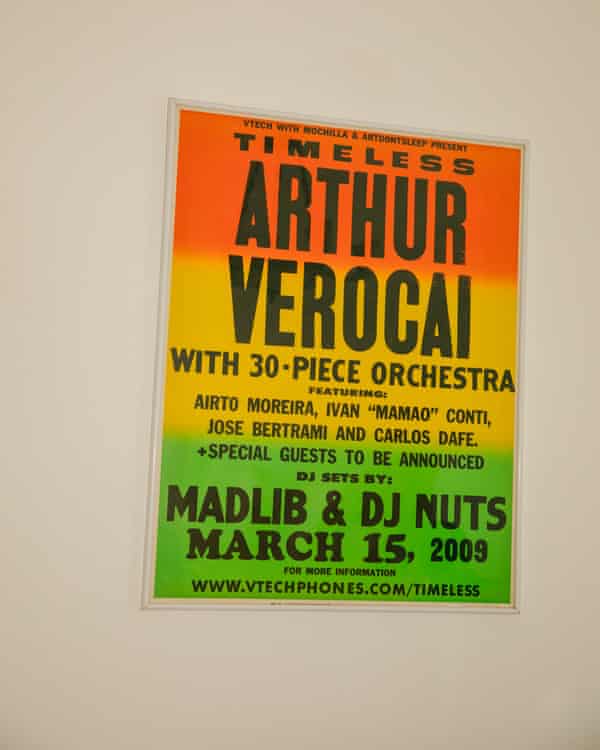 VTECH WITH MOCHILLA & ARTDONTSLEEP PRESENT
TIMELESS
ARTHUR
VEROCAI
WITH 30-PIECE ORCHESTRA
FEATURING:
AIRTO MOREIRA, IVAN "MAMAO" CONTI,
JOSE BERTRAMI AND CARLOS DAFE.
+SPECIAL GUESTS TO BE ANNOUNCED
DJ SETS BY:
MADLIB & DJ NUTS
MARCH 15, 2009
FOR MORE INFORMATION
WWW.VTECHPHONES.COM/TIMELESS